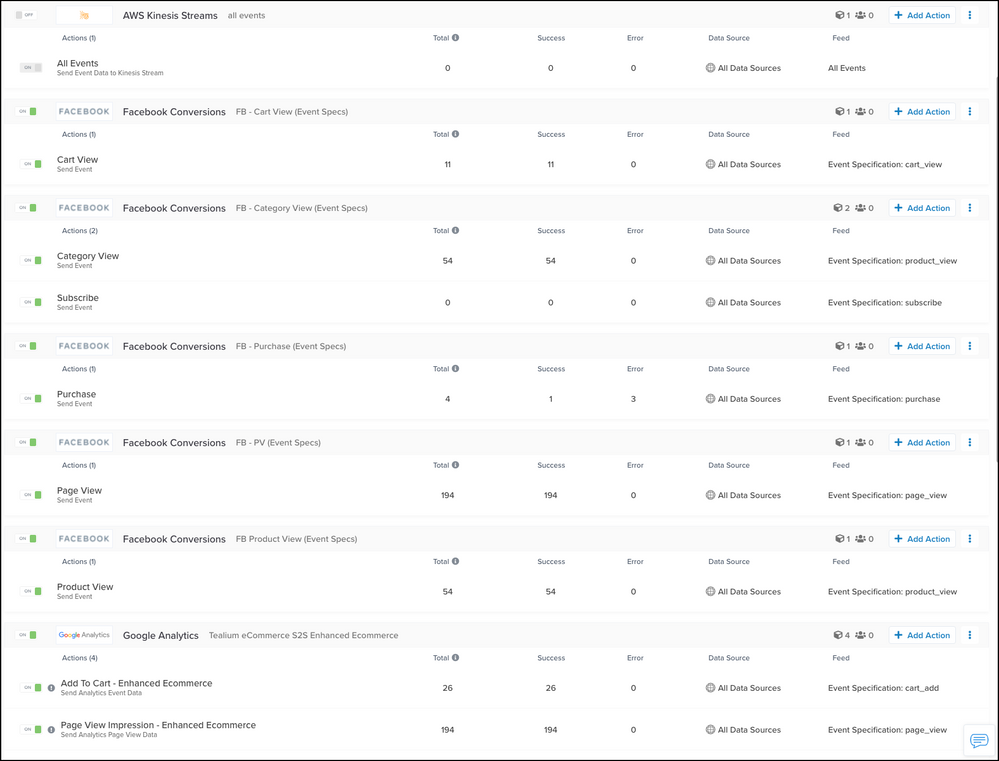 OFF AWS Kinesis Streams all events 1 0 + Add Action
Actions (1) Total Success Error Data Source Feed
ON All Events 0 0 0 All Data Sources All Events
Send Event Data to Kinesis Stream
ON FACEBOOK Facebook Conversions FB - Cart View (Event Specs) 1 0 + Add Action
Actions (1) Total Success Error Data Source Feed
ON Cart View 11 11 0 All Data Sources Event Specification: cart_view
Send Event
ON FACEBOOK Facebook Conversions FB - Category View (Event Specs) 2 0 + Add Action
Actions (2) Total Success Error Data Source Feed
ON Category View 54 54 0 All Data Sources Event Specification: product_view
Send Event
ON Subscribe 0 0 0 All Data Sources Event Specification: subscribe
Send Event
ON FACEBOOK Facebook Conversions FB - Purchase (Event Specs) 1 0 + Add Action
Actions (1) Total Success Error Data Source Feed
ON Purchase 4 1 3 All Data Sources Event Specification: purchase
Send Event
ON FACEBOOK Facebook Conversions FB - PV (Event Specs) 1 0 + Add Action
Actions (1) Total Success Error Data Source Feed
ON Page View 194 194 0 All Data Sources Event Specification: page_view
Send Event
ON FACEBOOK Facebook Conversions FB Product View (Event Specs) 1 0 + Add Action
Actions (1) Total Success Error Data Source Feed
ON Product View 54 54 0 All Data Sources Event Specification: product_view
Send Event
ON Google Analytics Google Analytics Tealium eCommerce S2S Enhanced Ecommerce 4 0 + Add Action
Actions (4) Total Success Error Data Source Feed
ON Add To Cart - Enhanced Ecommerce 26 26 0 All Data Sources Event Specification: cart_add
Send Analytics Event Data
ON Page View Impression - Enhanced Ecommerce 194 194 0 All Data Sources Event Specification: page_view
Send Analytics Page View Data